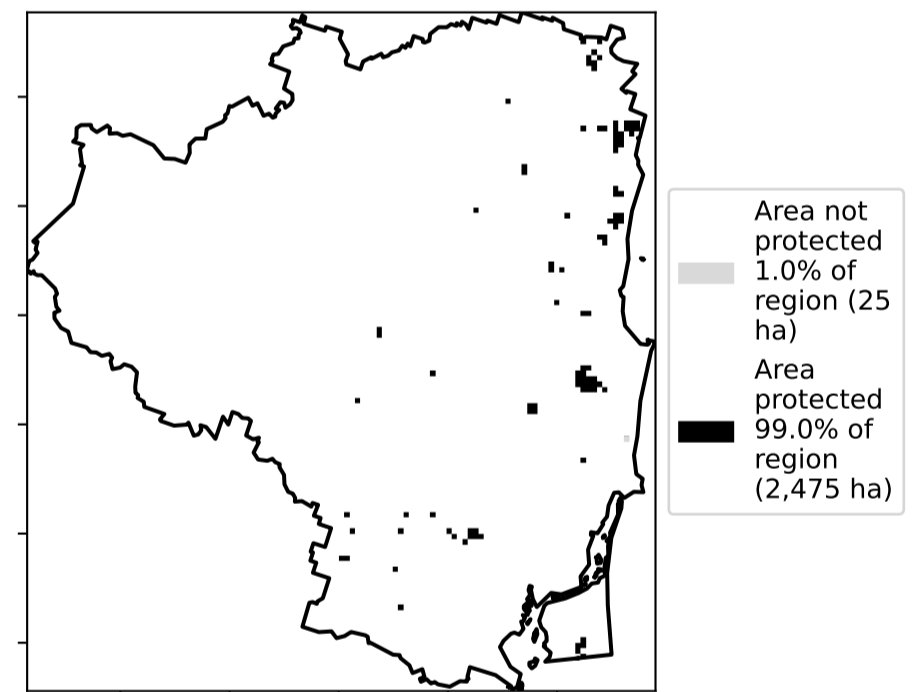 Area not
protected
1.0% of
region (25
ha)
Area
protected
99.0% of
region
(2,475 ha)